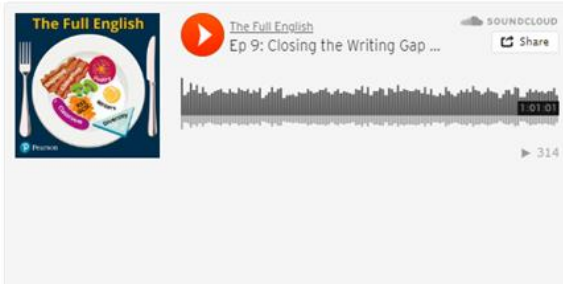 The Full English
Poetry
Writers
Classroom
Diversity
Pearson
The Full English
Ep 9: Closing the Writing Gap ...
SOUNDCLOUD
Share
1:01:01
314